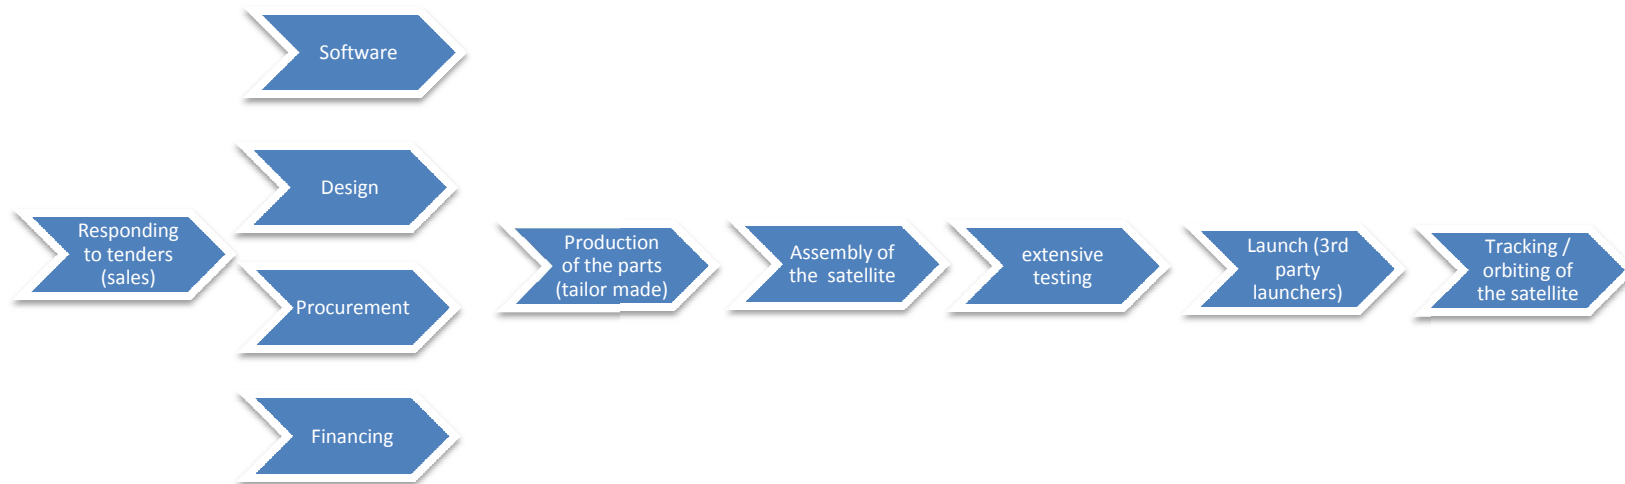 Software
Design
Responding
to tenders
(sales)
Procurement
Financing
Production
of the parts
(tailor made)
Assembly of
the satellite
extensive
testing
Launch (3rd
party
launchers)
Tracking /
orbiting of
the satellite